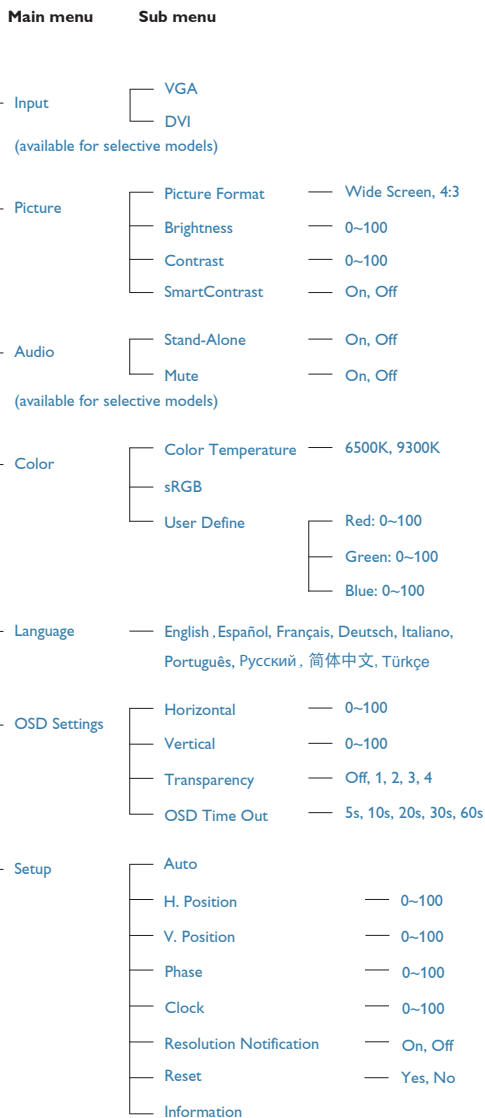 Main menu Sub menu
Input VGA
DVI
(available for selective models)
Picture Picture Format Wide Screen, 4:3
Brightness 0~100
Contrast 0~100
SmartContrast On, Off
Audio Stand-Alone On, Off
Mute On, Off
(available for selective models)
Color Color Temperature 6500K, 9300K
sRGB
User Define Red: 0~100
Green: 0~100
Blue: 0~100
Language English , Español, Français, Deutsch, Italiano,
Português, Русский , 简体中文, Türkçe
OSD Settings Horizontal 0~100
Vertical 0~100
Transparency Off, 1, 2, 3, 4
OSD Time Out 5s, 10s, 20s, 30s, 60s
Setup Auto
H. Position 0~100
V. Position 0~100
Phase 0~100
Clock 0~100
Resolution Notification On, Off
Reset Yes, No
Information